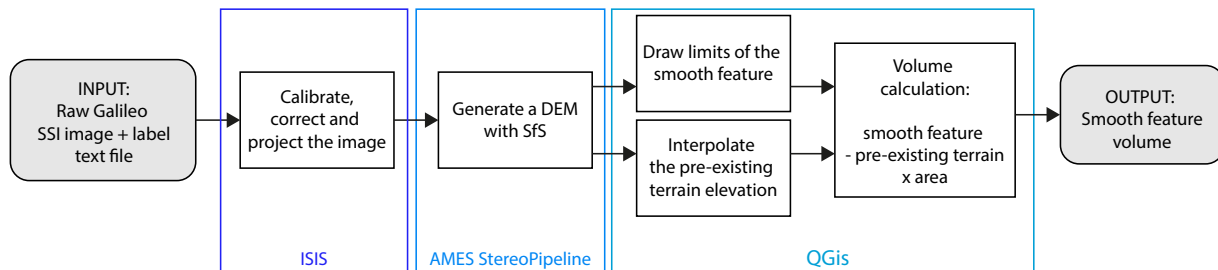 INPUT:
Raw Galileo
SSI image + label
text file
Calibrate,
correct and
project the image
ISIS
Generate a DEM
with SfS
AMES StereoPipeline
Draw limits of the
smooth feature
Interpolate
the pre-existing
terrain elevation
Volume
calculation:
smooth feature
- pre-existing terrain
x area
QGis
OUTPUT:
Smooth feature
volume